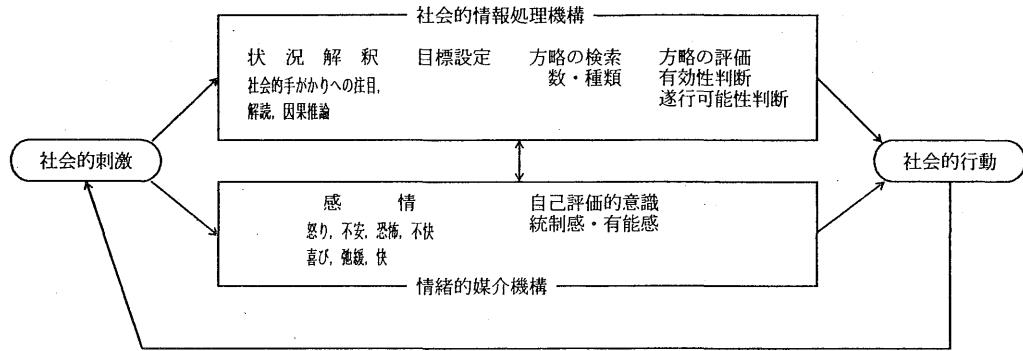 社会的情報処理機構
状況解釈 目標設定 方略の検索 方略の評価
数・種類 有効性判断
社会的手がかりへの注目,
遂行可能性判断
解読, 因果推論
社会的刺激 社会的行動
感情 自己評価的意識
統制感・有能感
怒り, 不安, 恐怖, 不快
喜び, 弛緩, 快
情緒的媒介機構